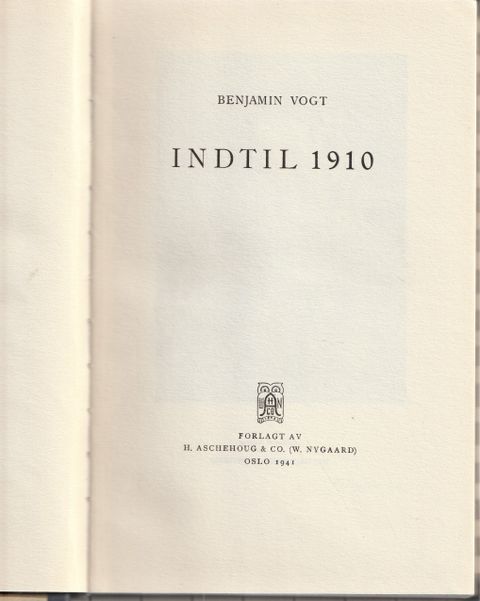 BENJAMIN VOGT
INDTIL 1910
FORLAGT AV
H. ASCHEHOUG & CO. (W. NYGAARD)
OSLO 1941